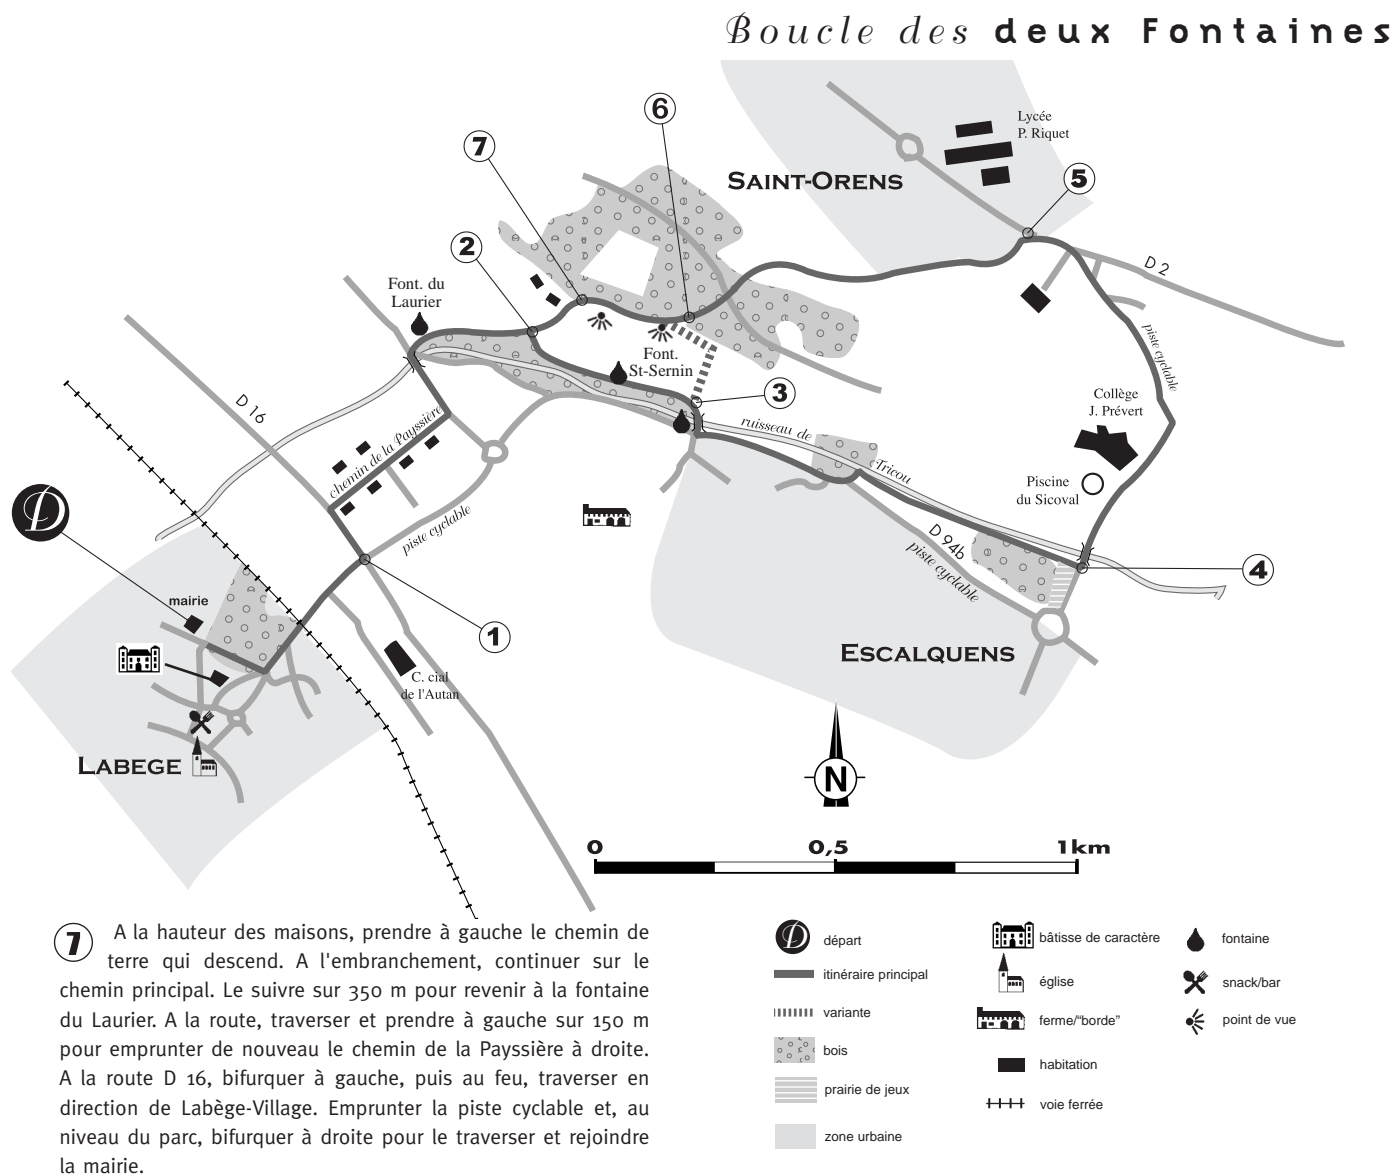 Boucle des deux Fontaines
6
Lycée
P. Riquet
7
SAINT-ORENS
5
2
D 2
Font. du
Laurier
piste cyclable
Font.
St-Sernin
3
Collège
J. Prévert
D 16
ruisseau de
Tricou
chemin de la Payssière
Piscine
du Sicoval
D
piste cyclable
D 94b
piste cyclable
4
mairie
1
ESCALQUENS
C. cial
de l'Autan
LABEGE
N
0
0,5
1km
7
A la hauteur des maisons, prendre à gauche le chemin de
terre qui descend. A l'embranchement, continuer sur le
chemin principal. Le suivre sur 350 m pour revenir à la fontaine
du Laurier. A la route, traverser et prendre à gauche sur 150 m
pour emprunter de nouveau le chemin de la Payssière à droite.
A la route D 16, bifurquer à gauche, puis au feu, traverser en
direction de Labège-Village. Emprunter la piste cyclable et, au
niveau du parc, bifurquer à droite pour le traverser et rejoindre
la mairie.
D
départ
itinéraire principal
variante
bois
prairie de jeux
zone urbaine
bâtisse de caractère
église
ferme/“borde”
habitation
voie ferrée
fontaine
snack/bar
point de vue